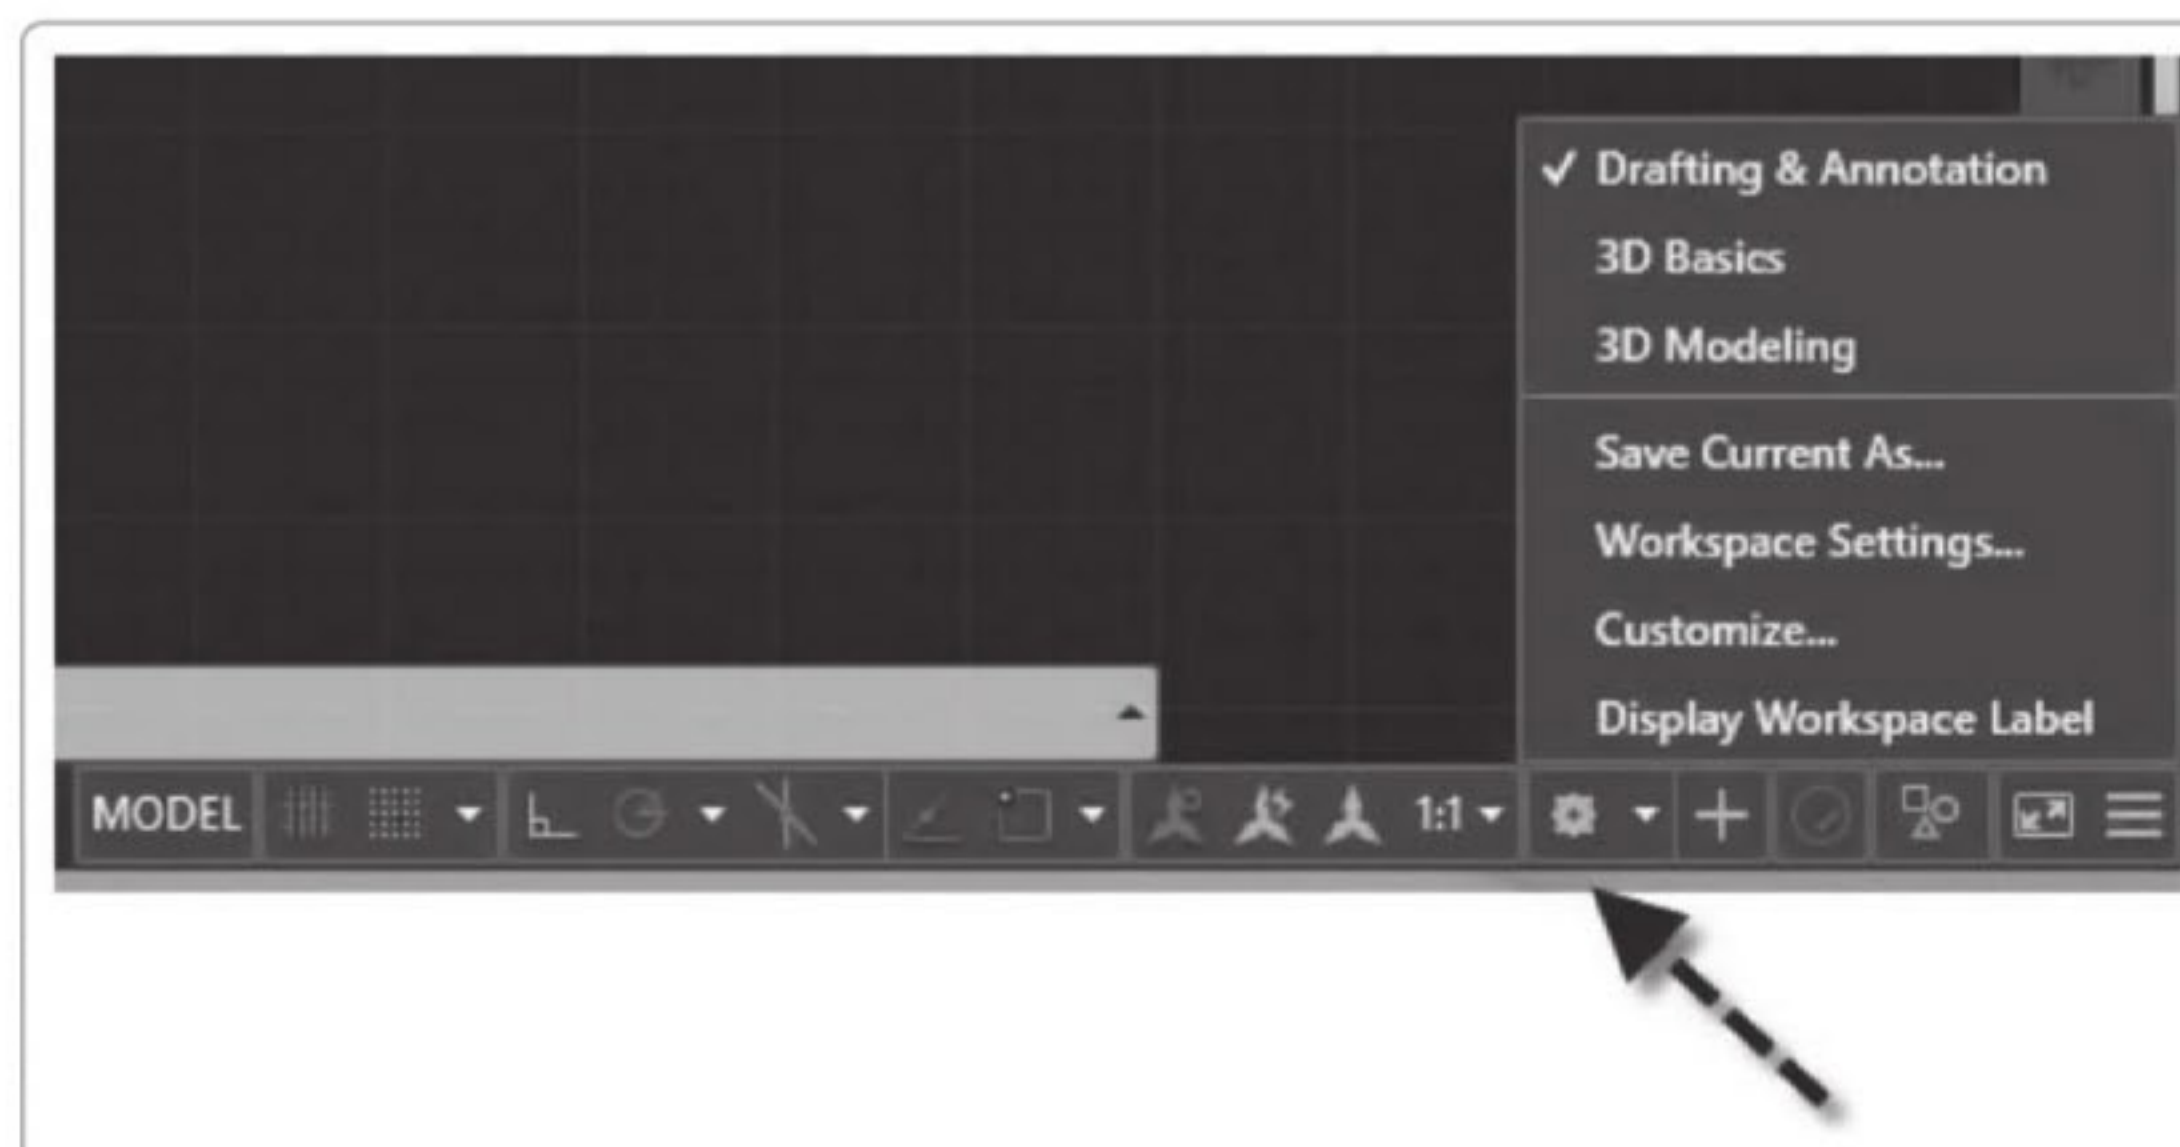 Drafting & Annotation
3D Basics
3D Modeling
Save Current As...
Workspace Settings...
Customize...
Display Workspace Label
MODEL 1:1